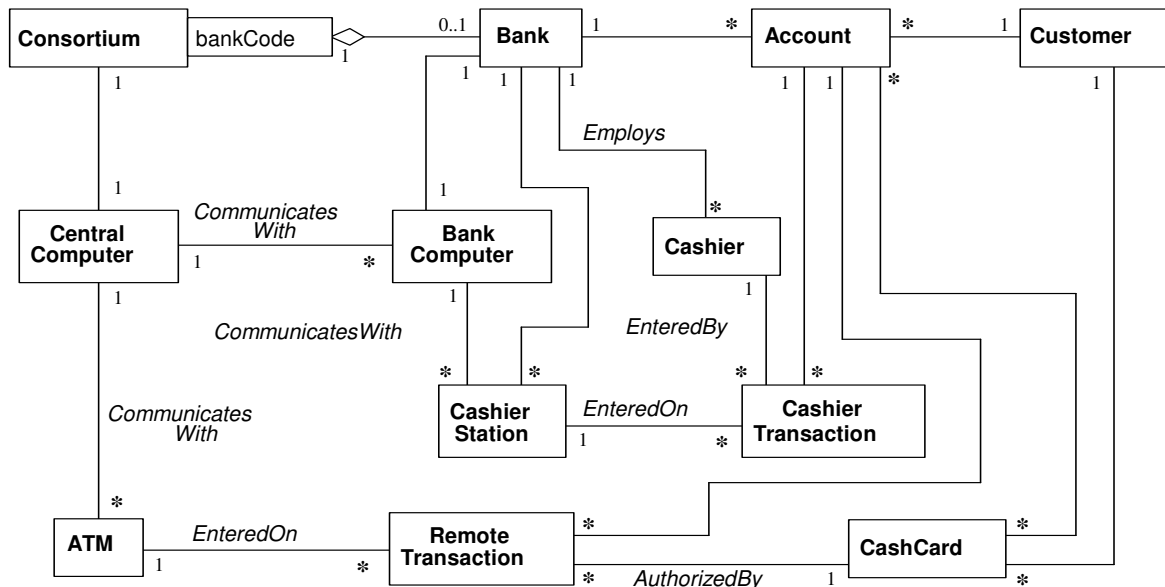 Consortium
bankCode
1
0..1
Bank
1
*
Account
*
1
Customer
1
1
1
1
1
1
*
1
Employs
1
1
*
Communicates
With
Central
Computer
1
*
Bank
Computer
Cashier
1
1
1
CommunicatesWith
EnteredBy
*
*
*
*
Communicates
With
Cashier
Station
EnteredOn
1
*
Cashier
Transaction
*
ATM
EnteredOn
1
*
Remote
Transaction
*
*
AuthorizedBy
1
CashCard
*
*